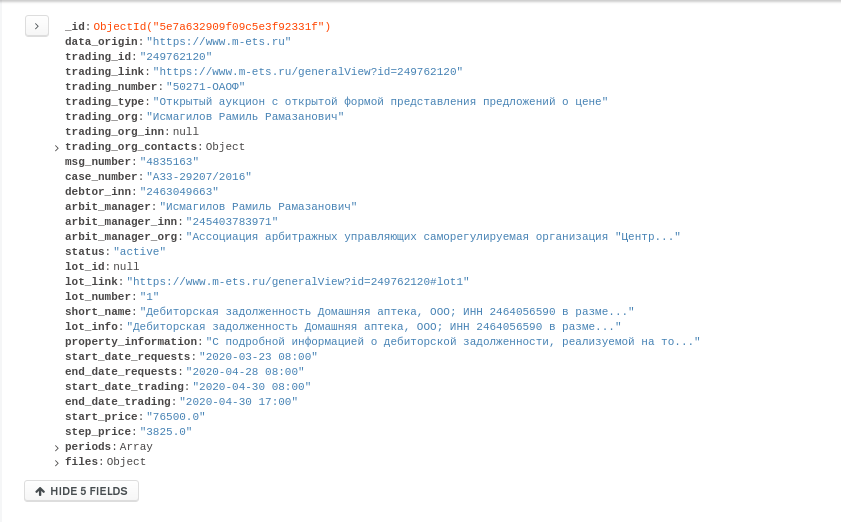 _id: ObjectId("5e7a632909f09c5e3f92331f")
data_origin: "https://www.m-ets.ru"
trading_id: "249762120"
trading_link: "https://www.m-ets.ru/generalView?id=249762120"
trading_number: "50271-ОАОФ"
trading_type: "Открытый аукцион с открытой формой представления предложений о цене"
trading_org: "Исмагилов Рамиль Рамазанович"
trading_org_inn: null
trading_org_contacts: Object
msg_number: "4835163"
case_number: "А33-29207/2016"
debtor_inn: "2463049663"
arbit_manager: "Исмагилов Рамиль Рамазанович"
arbit_manager_inn: "245403783971"
arbit_manager_org: "Ассоциация арбитражных управляющих саморегулируемая организация "Центр..."
status: "active"
lot_id: null
lot_link: "https://www.m-ets.ru/generalView?id=249762120#lot1"
lot_number: "1"
short_name: "Дебиторская задолженность Домашняя аптека, ООО; ИНН 2464056590 в разме..."
lot_info: "Дебиторская задолженность Домашняя аптека, ООО; ИНН 2464056590 в разме..."
property_information: "С подробной информацией о дебиторской задолженности, реализуемой на то..."
start_date_requests: "2020-03-23 08:00"
end_date_requests: "2020-04-28 08:00"
start_date_trading: "2020-04-30 08:00"
end_date_trading: "2020-04-30 17:00"
start_price: "76500.0"
step_price: "3825.0"
periods: Array
files: Object
HIDE 5 FIELDS